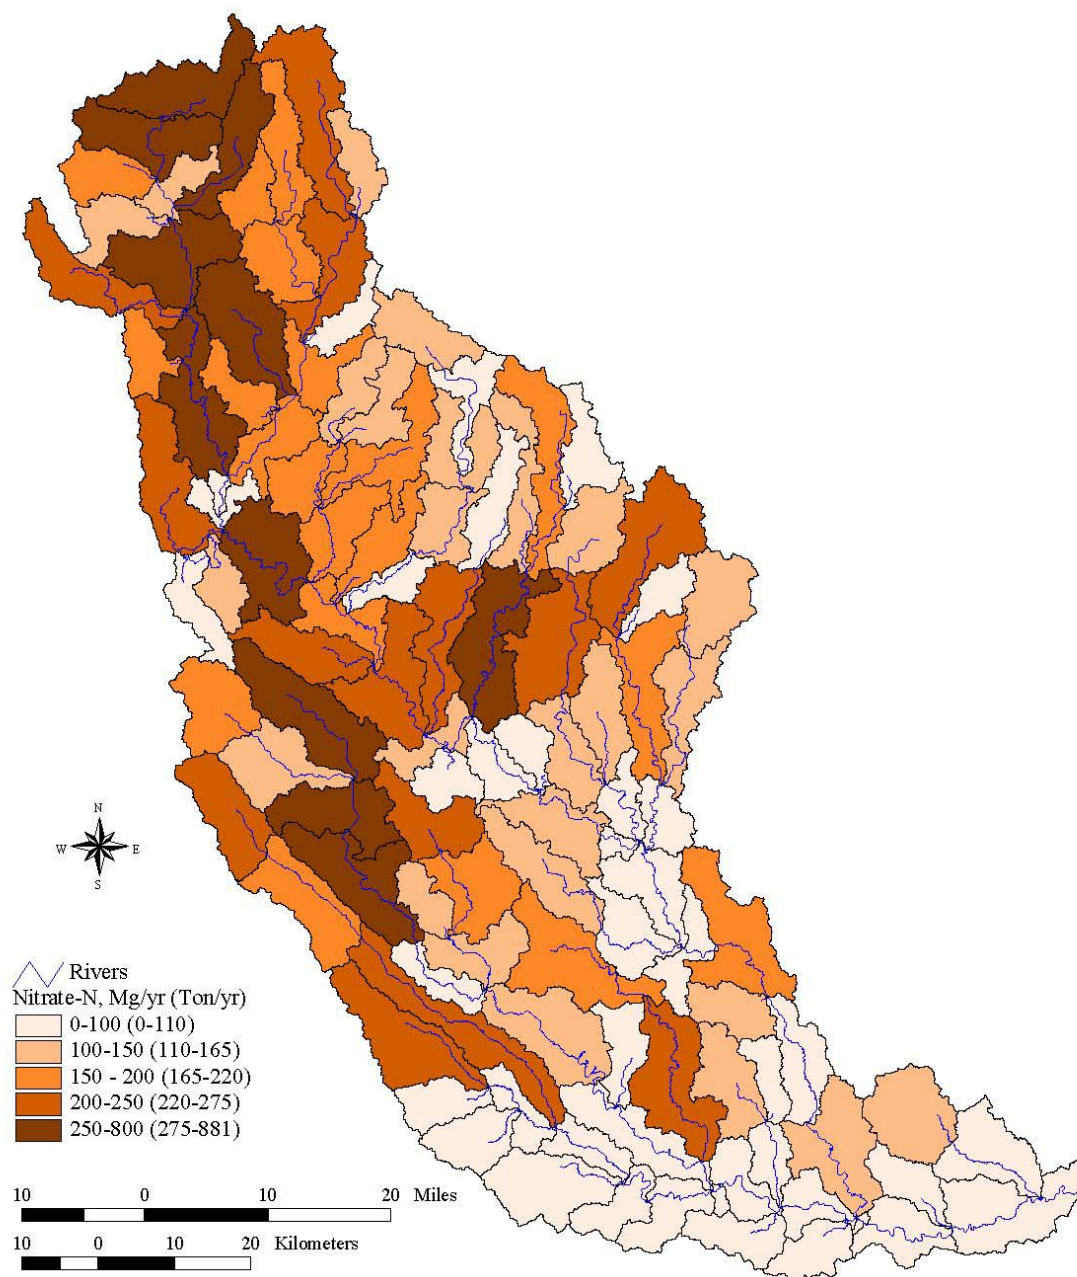 N
W E
S
Rivers
Nitrate-N, Mg/yr (Ton/yr)
0-100 (0-110)
100-150 (110-165)
150 - 200 (165-220)
200-250 (220-275)
250-800 (275-881)
10 0 10 20 Miles
10 0 10 20 Kilometers